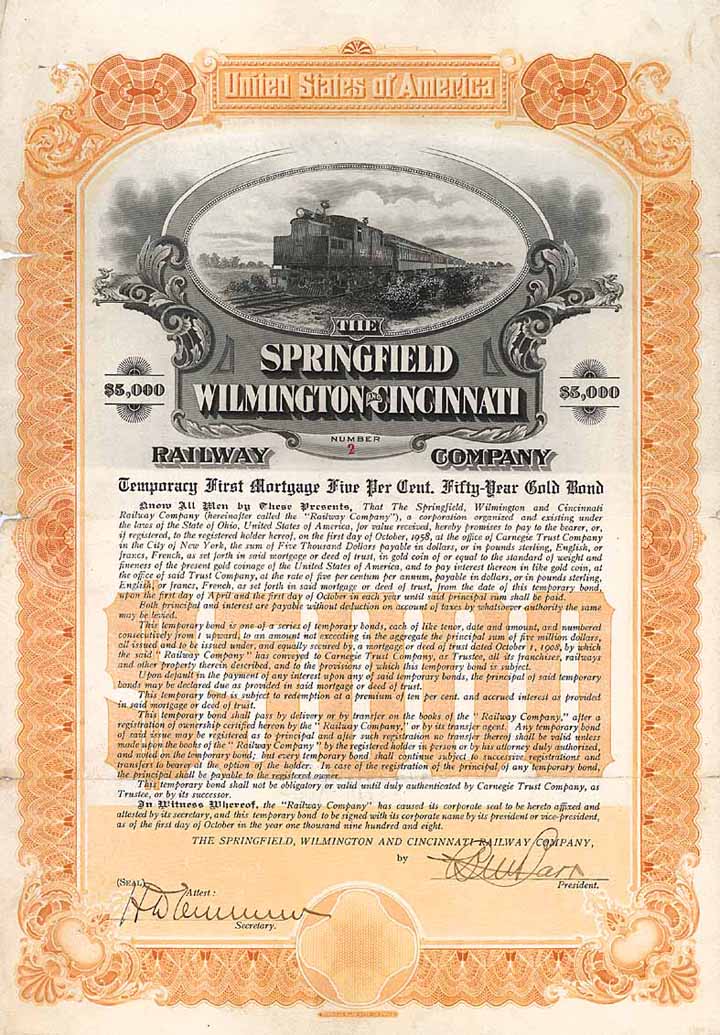 United States of America
THE
SPRINGFIELD
WILMINGTON AND CINCINNATI
$5,000
$5,000
NUMBER
2
RAILWAY COMPANY
Temporary First Mortgage Five Per Cent. Fifty-Year Gold Bond
Know All Men by These Presents, That The Springfield, Wilmington and Cincinnati
Railway Company (hereinafter called the "Railway Company"), a corporation organized and existing under
the laws of the State of Ohio, United States of America, for value received, hereby promises to pay to the bearer, or,
if registered, to the registered holder hereof, on the first day of October, 1958, at the office of Carnegie Trust Company
in the City of New York, the sum of Five Thousand Dollars payable in dollars, or in pounds sterling, English, or
francs, French, as set forth in said mortgage or deed of trust, in gold coin of or equal to the standard of weight and
fineness of the present gold coinage of the United States of America, and to pay interest thereon in like gold coin, at
the office of said Trust Company, at the rate of five per centum per annum, payable in dollars, or in pounds sterling,
English, or francs, French, as set forth in said mortgage or deed of trust, from the date of this temporary bond,
upon the first day of April and the first day of October in each year until said principal sum shall be paid.
Both principal and interest are payable without deduction on account of taxes by whatsoever authority the same
may be levied.
This temporary bond is one of a series of temporary bonds, each of like tenor, date and amount, and numbered
consecutively from 1 upward, to an amount not exceeding in the aggregate the principal sum of five million dollars,
all issued and to be issued under, and equally secured by, a mortgage or deed of trust dated October 1, 1908, by which
the said "Railway Company" has conveyed to Carnegie Trust Company, as Trustee, all its franchises, railways
and other property therein described, and to the provisions of which this temporary bond is subject.
Upon default in the payment of any interest upon any of said temporary bonds, the principal of said temporary
bonds may be declared due as provided in said mortgage or deed of trust.
This temporary bond is subject to redemption at a premium of ten per cent. and accrued interest as provided
in said mortgage or deed of trust.
This temporary bond shall pass by delivery or by transfer on the books of the "Railway Company," after a
registration of ownership certified hereon by the "Railway Company," or by its transfer agent. Any temporary bond
of said issue may be registered as to principal and after such registration no transfer thereof shall be valid unless
made upon the books of the "Railway Company" by the registered holder in person or by his attorney duly authorized,
and noted on the temporary bond; but every temporary bond shall continue subject to successive registrations and
transfers to bearer at the option of the holder. In case of the registration of the principal of any temporary bond,
the principal shall be payable to the registered owner.
This temporary bond shall not be obligatory or valid until duly authenticated by Carnegie Trust Company, as
Trustee, or by its successor.
In Witness Whereof, the "Railway Company" has caused its corporate seal to be hereto affixed and
attested by its secretary, and this temporary bond to be signed with its corporate name by its president or vice-president,
as of the first day of October in the year one thousand nine hundred and eight.
THE SPRINGFIELD, WILMINGTON AND CINCINNATI RAILWAY COMPANY,
by
President.
(SEAL)
Attest:
Secretary.